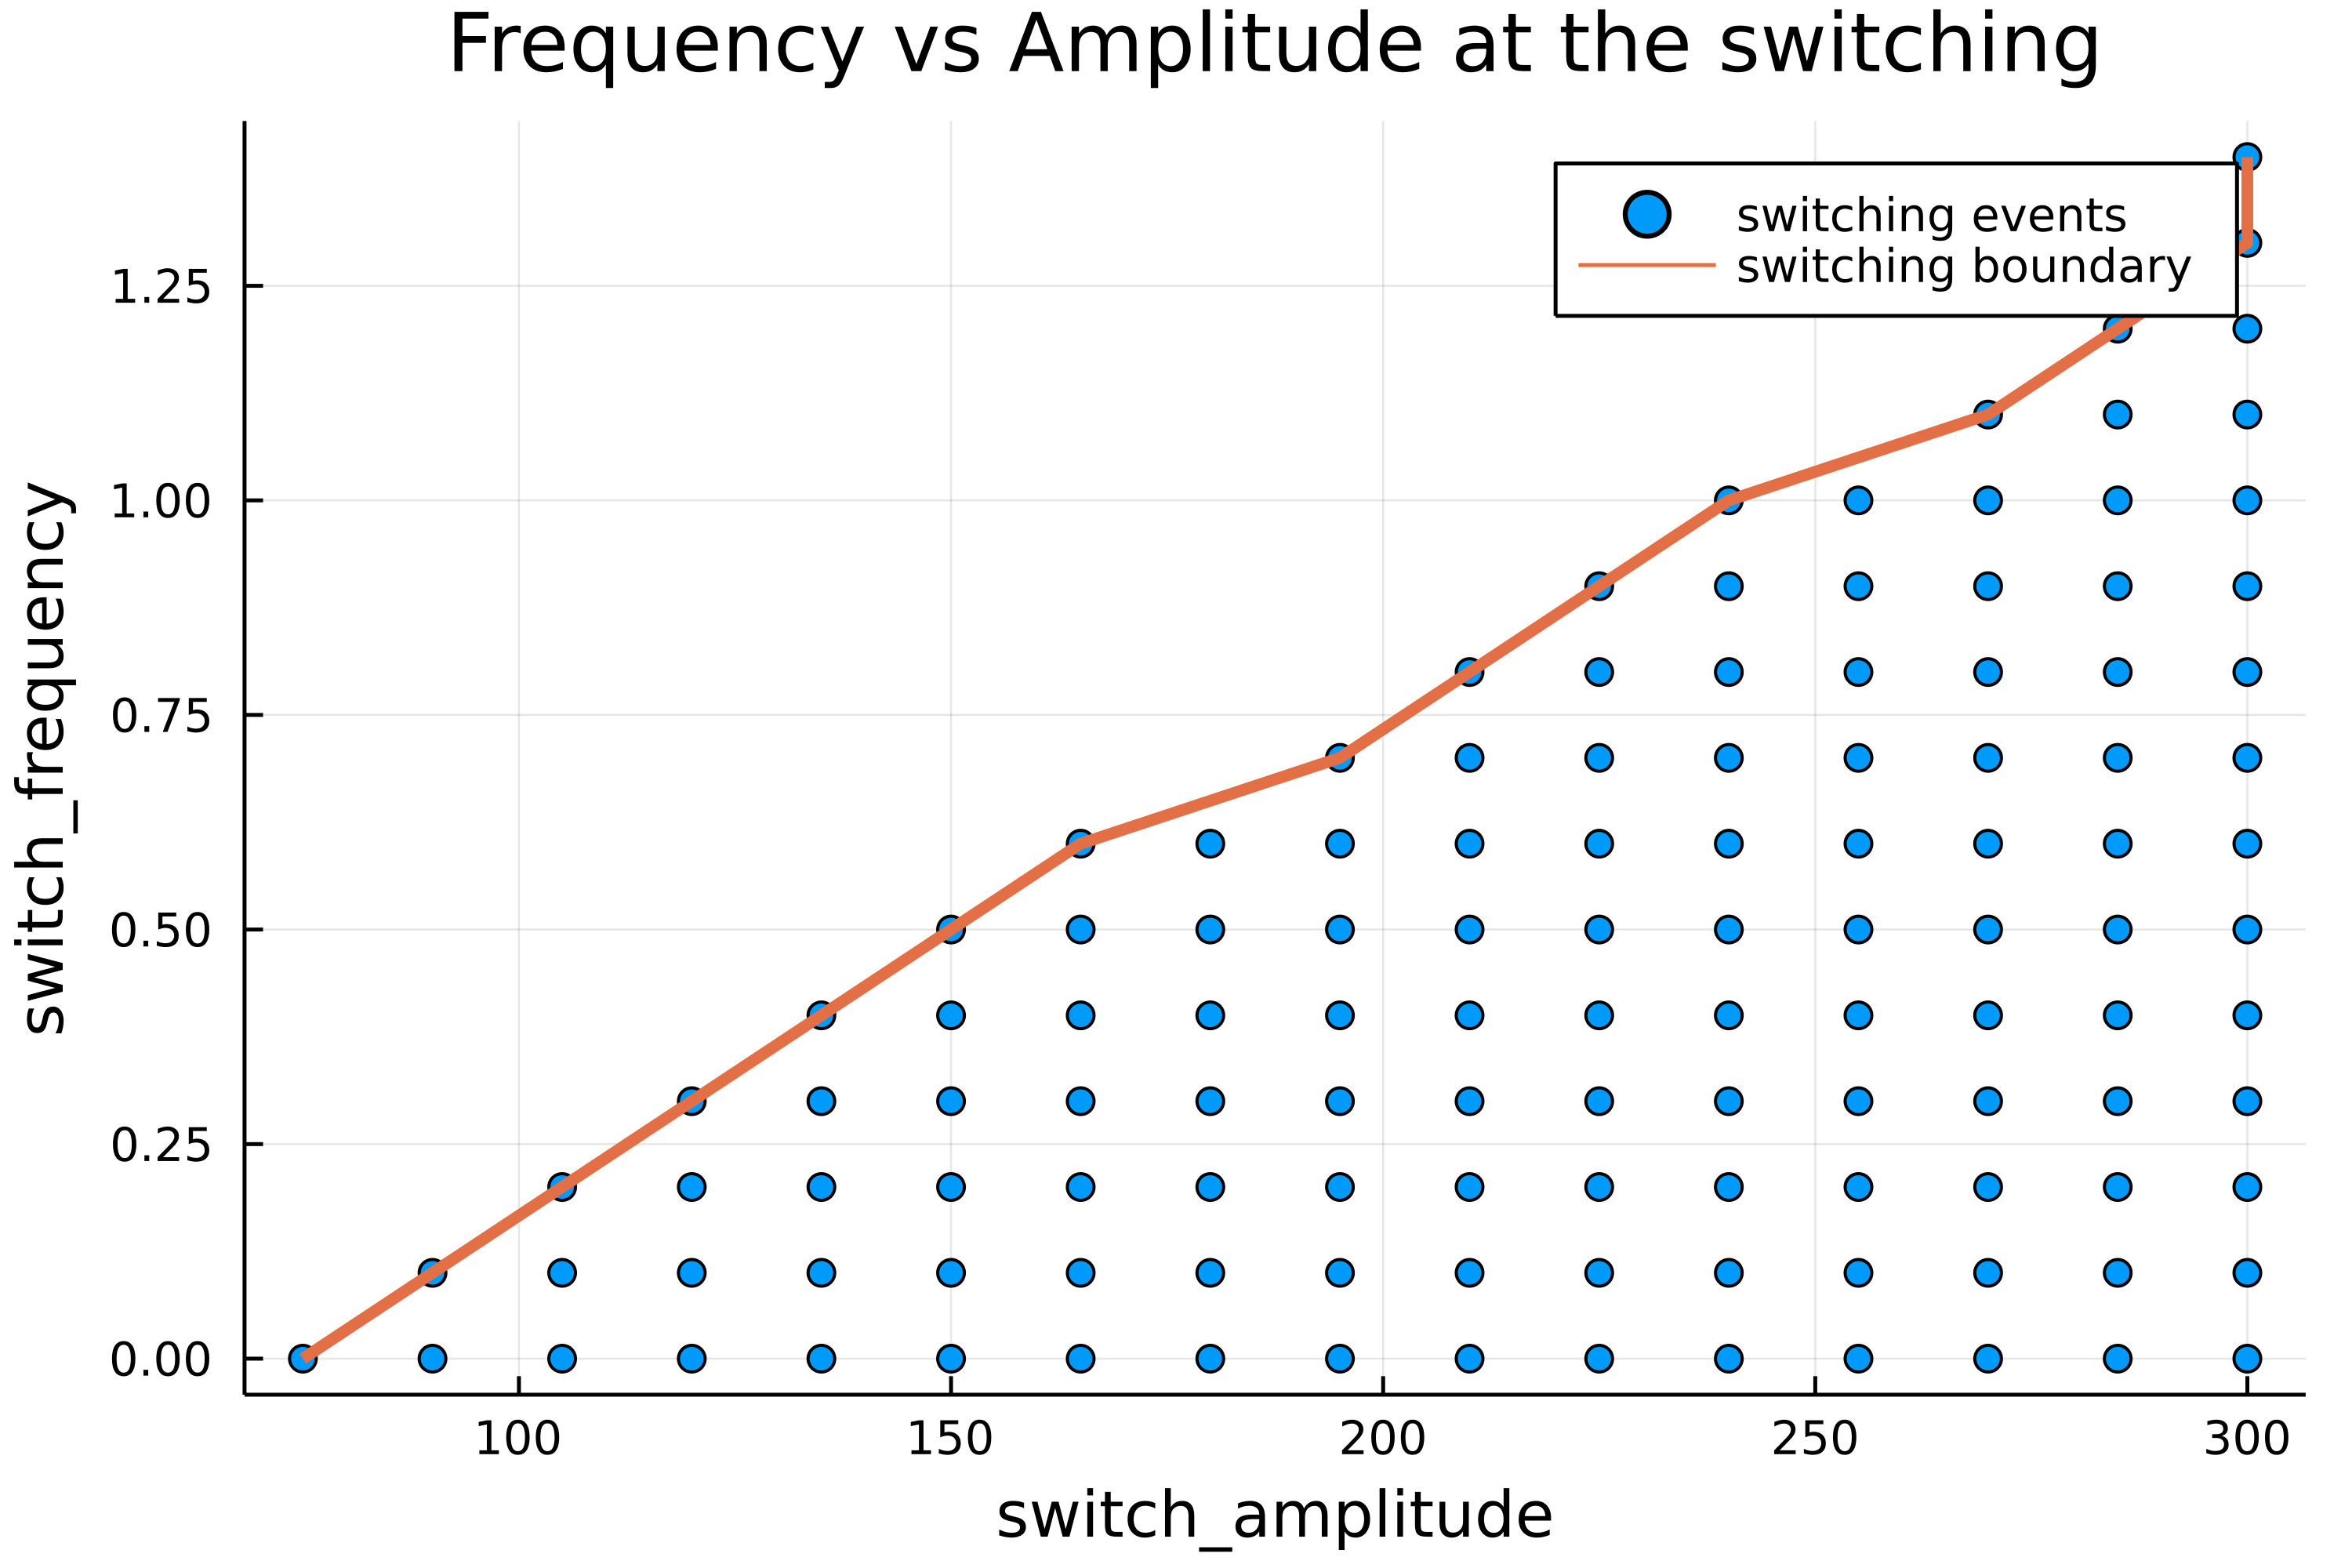 Frequency vs Amplitude at the switching
switching events
switching boundary
switch_frequency
1.25
1.00
0.75
0.50
0.25
0.00
100 150 200 250 300
switch_amplitude